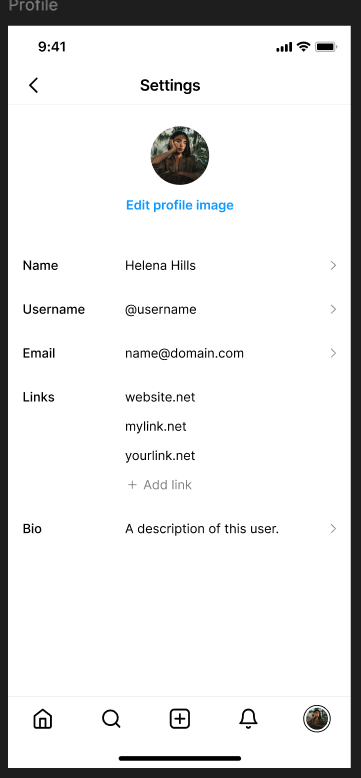 Profile
9:41
Settings
Edit profile image
Name Helena Hills
Username @username
Email name@domain.com
Links website.net
mylink.net
yourlink.net
+ Add link
Bio A description of this user.